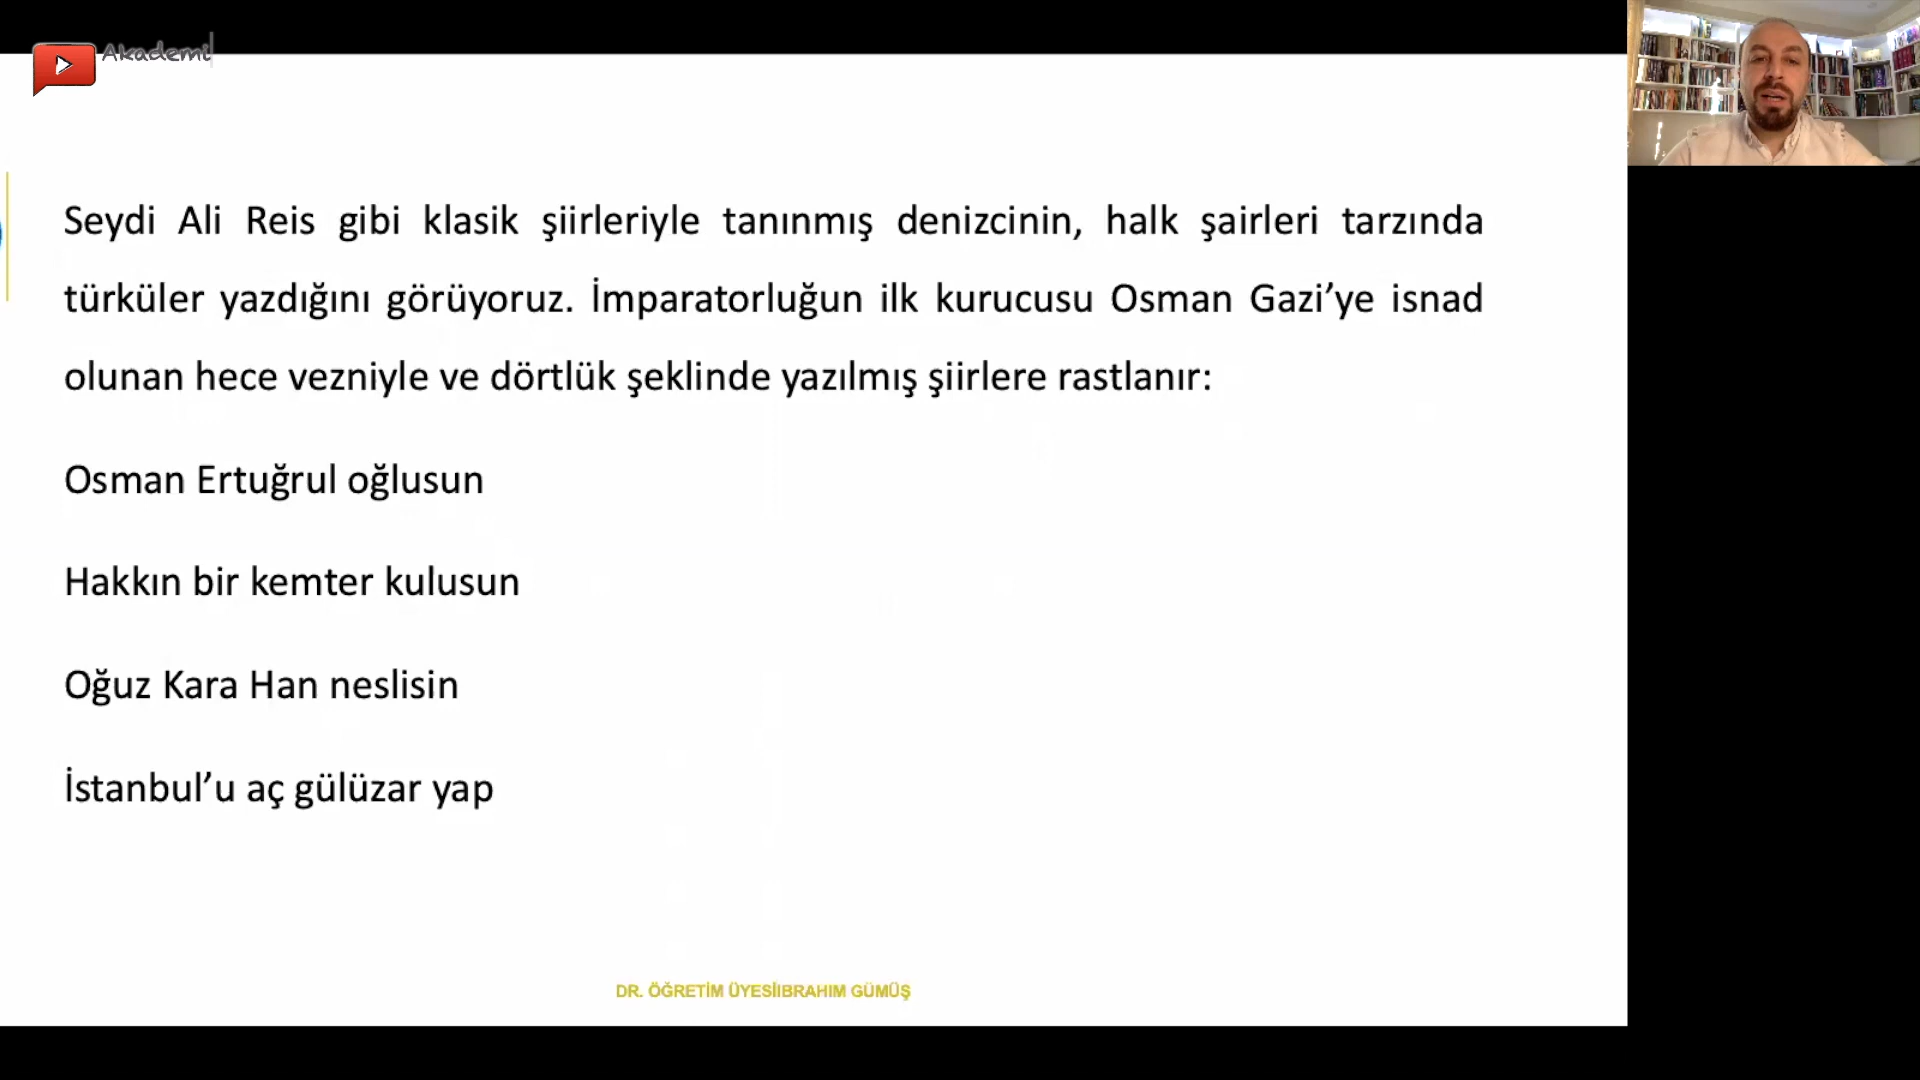 Akademi
Seydi Ali Reis gibi klasik şiirleriyle tanınmış denizcinin, halk şairleri tarzında
türküler yazdığını görüyoruz. İmparatorluğun ilk kurucusu Osman Gazi’ye isnad
olunan hece vezniyle ve dörtlük şeklinde yazılmış şiirlere rastlanır:
Osman Ertuğrul oğlusun
Hakkın bir kemter kulusun
Oğuz Kara Han neslisin
İstanbul’u aç gülüzar yap
DR. ÖĞRETİM ÜYESİIBRAHIM GÜMÜŞ